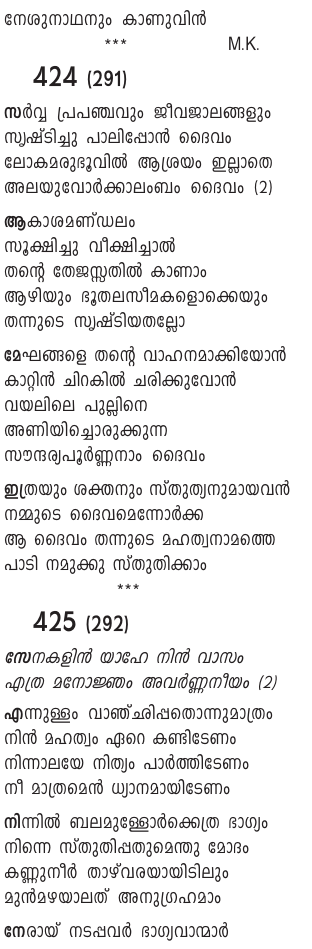 നേശുനാഥനും കാണുവിൻ
*** M.K.
424 (291)
സർവ്വ പ്രപഞ്ചവും ജീവജാലങ്ങളും
സൃഷ്ടിച്ചു പാലിപ്പോൻ ദൈവം
ലോകമരുഭൂവിൽ ആശ്രയം ഇല്ലാതെ
അലയുവോർക്കാലംബം ദൈവം (2)
ആകാശമണ്ഡലം
സൂക്ഷിച്ചു വീക്ഷിച്ചാൽ
തന്റെ തേജസ്സതിൽ കാണാം
ആഴിയും ഭൂതലസീമകളൊക്കെയും
തന്നുടെ സൃഷ്ടിയതല്ലോ
മേഘങ്ങളെ തന്റെ വാഹനമാക്കിയോൻ
കാറ്റിൻ ചിറകിൽ ചരിക്കുവോൻ
വയലിലെ പുല്ലിനെ
അണിയിച്ചൊരുക്കുന്ന
സൗന്ദര്യപൂർണ്ണനാം ദൈവം
ഇത്രയും ശക്തനും സ്തുത്യനുമായവൻ
നമ്മുടെ ദൈവമെന്നോർക്ക
ആ ദൈവം തന്നുടെ മഹത്വനാമത്തെ
പാടി നമുക്കു സ്തുതിക്കാം
***
425 (292)
സേനകളിൻ യാഹേ നിൻ വാസം
എത്ര മനോജ്ഞം അവർണ്ണനീയം (2)
എന്നുള്ളം വാഞ്ഛിപ്പതൊന്നുമാത്രം
നിൻ മഹത്വം ഏറെ കണ്ടിടേണം
നിന്നാലയേ നിത്യം പാർത്തിടേണം
നീ മാത്രമെൻ ധ്യാനമായിടേണം
നിന്നിൽ ബലമുള്ളോർക്കെത്ര ഭാഗ്യം
നിന്നെ സ്തുതിപ്പതുമെന്തു മോദം
കണ്ണുനീർ താഴ്‌വരയായിടിലും
മുൻമഴയാലത് അനുഗ്രഹമാം
നേരായ് നടപ്പവർ ഭാഗ്യവാന്മാർ